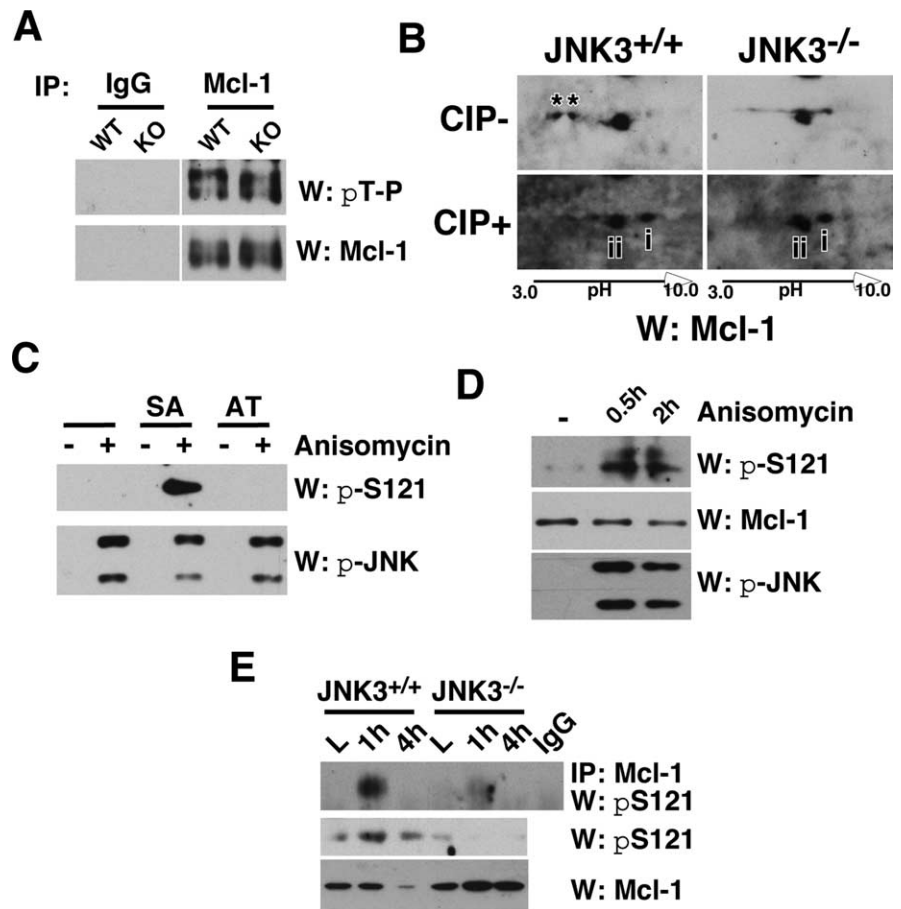 A
IP: IgG Mcl-1
WT KO WT KO
W: pT-P
W: Mcl-1
B
JNK3+/+ JNK3-/-
CIP-
**
CIP+
ii i ii i
3.0 pH 10.0 3.0 pH 10.0
W: Mcl-1
C
SA AT
- + - + - + Anisomycin
W: p-S121
W: p-JNK
D
- 0.5h 2h Anisomycin
W: p-S121
W: Mcl-1
W: p-JNK
E
JNK3+/+ JNK3-/-
L 1h 4h L 1h 4h IgG
IP: Mcl-1
W: pS121
W: pS121
W: Mcl-1